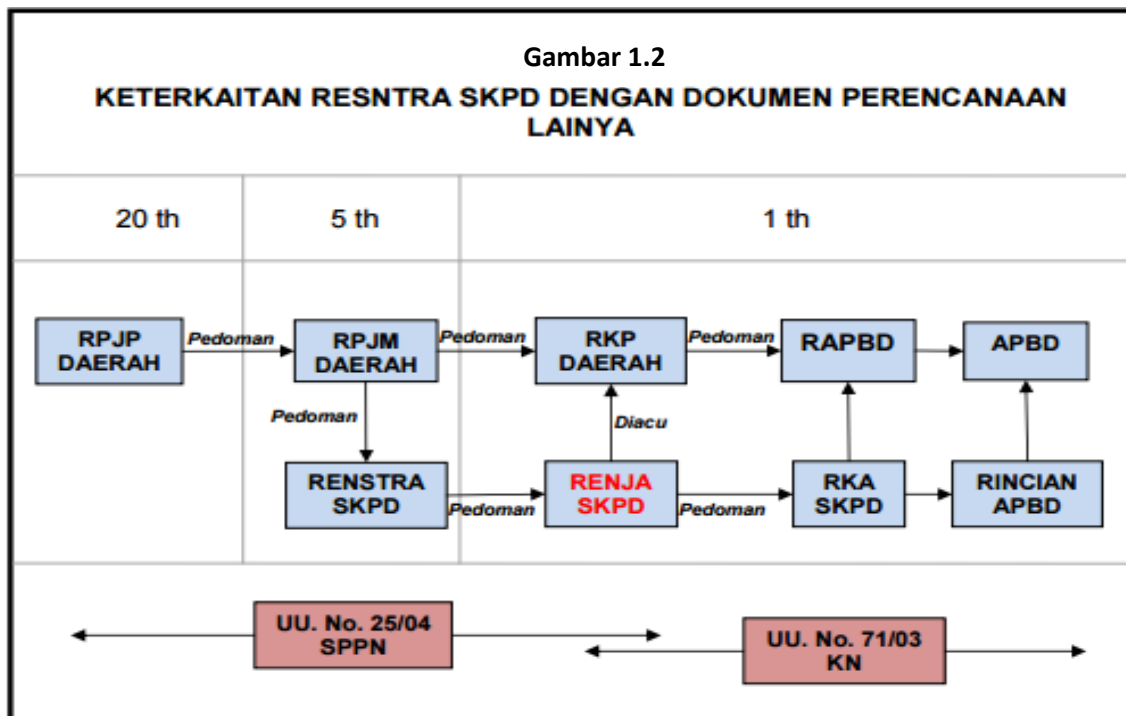 Gambar 1.2
KETERKAITAN RESNTRA SKPD DENGAN DOKUMEN PERENCANAAN
LAINYA
20 th
5 th
1 th
RPJP
DAERAH
Pedoman
RPJM
DAERAH
Pedoman
RKP
DAERAH
Pedoman
RAPBD
APBD
Pedoman
Diacu
RENSTRA
SKPD
Pedoman
RENJA
SKPD
Pedoman
RKA
SKPD
RINCIAN
APBD
UU. No. 25/04
SPPN
UU. No. 71/03
KN